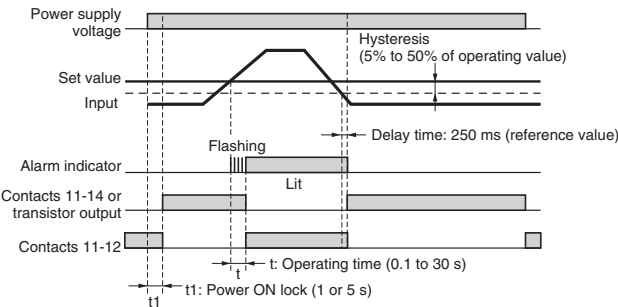 Power supply
voltage
Hysteresis
(5% to 50% of operating value)
Set value
Input
Delay time: 250 ms (reference value)
Flashing
Alarm indicator
Lit
Contacts 11-14 or
transistor output
Contacts 11-12
t
t: Operating time (0.1 to 30 s)
t1
t1: Power ON lock (1 or 5 s)